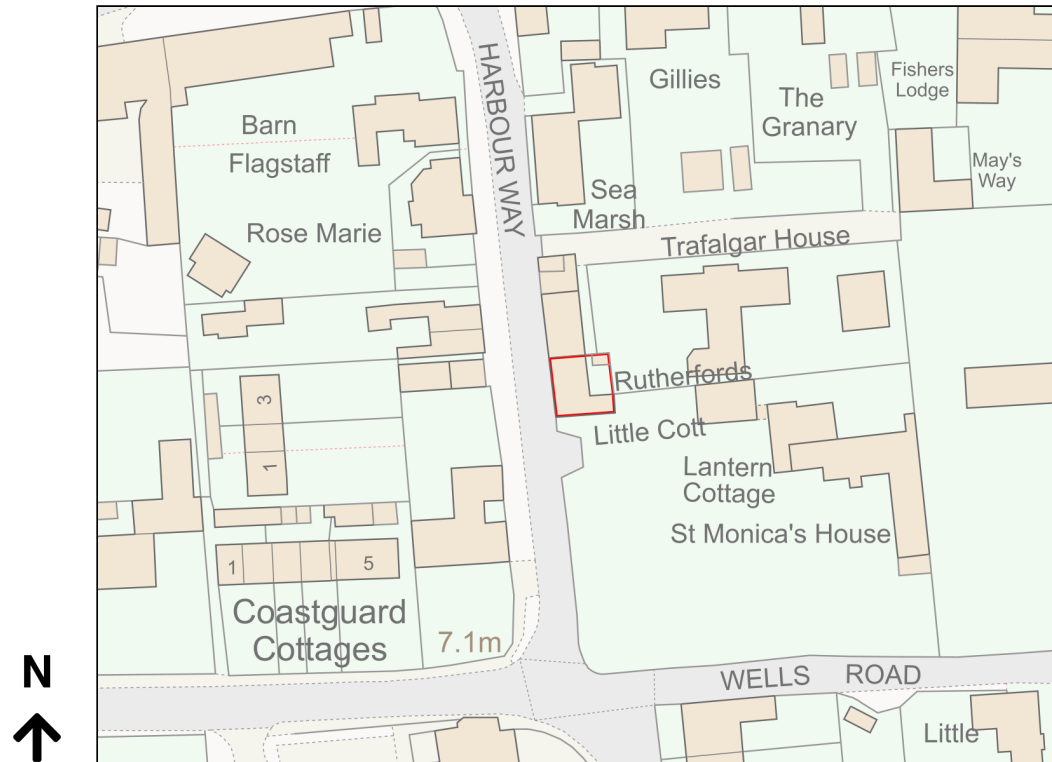 HARBOUR WAY
Gillies
The
Granary
Fishers
Lodge
Barn
Flagstaff
May's
Way
Sea
Marsh
Rose Marie
Trafalgar House
Rutherfords
3
Little Cott
1
Lantern
Cottage
St Monica's House
1
5
Coastguard
Cottages
7.1m
N
WELLS ROAD
Little